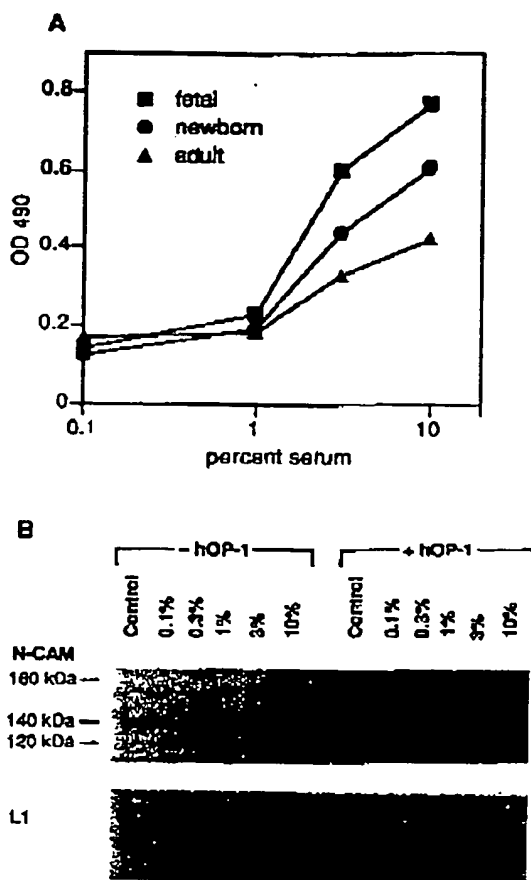 A
OD 490
0.8
0.6
0.4
0.2
0
fetal
newborn
adult
0.1 1 10
percent serum
B
- hOP-1 + hOP-1
Control 0.1% 0.3% 1% 3% 10% Control 0.1% 0.3% 1% 3% 10%
N-CAM
180 kDa
140 kDa
120 kDa
L1